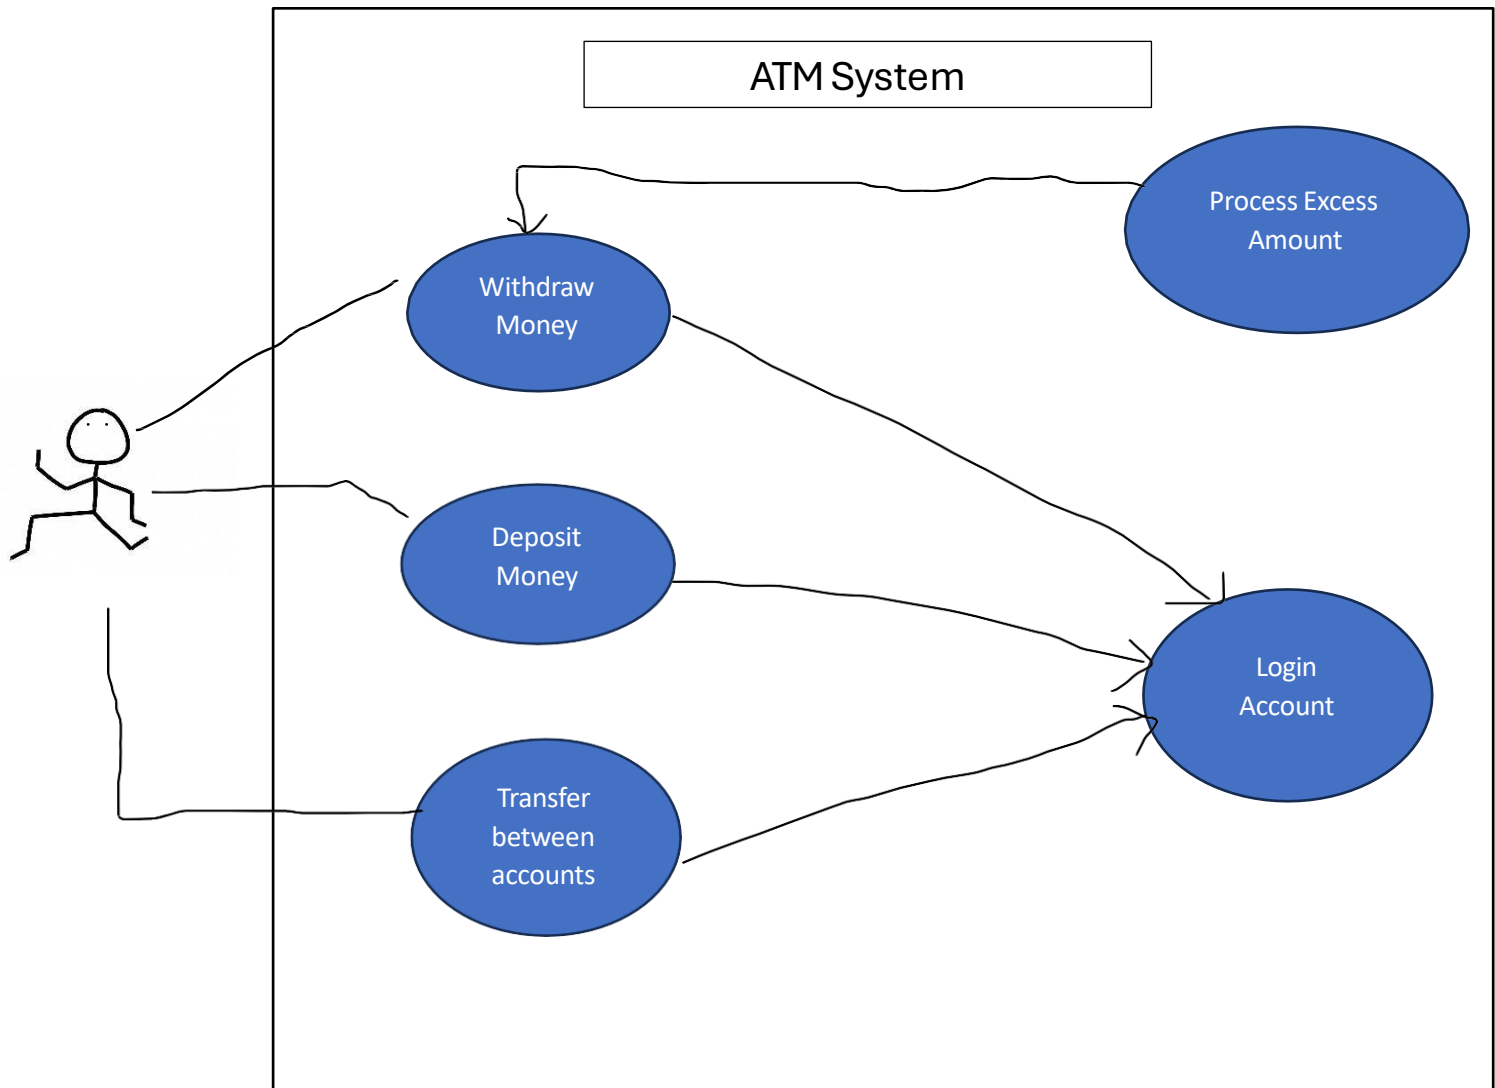 ATM System
Process Excess
Amount
Withdraw
Money
Deposit
Money
Login
Account
Transfer
between
accounts